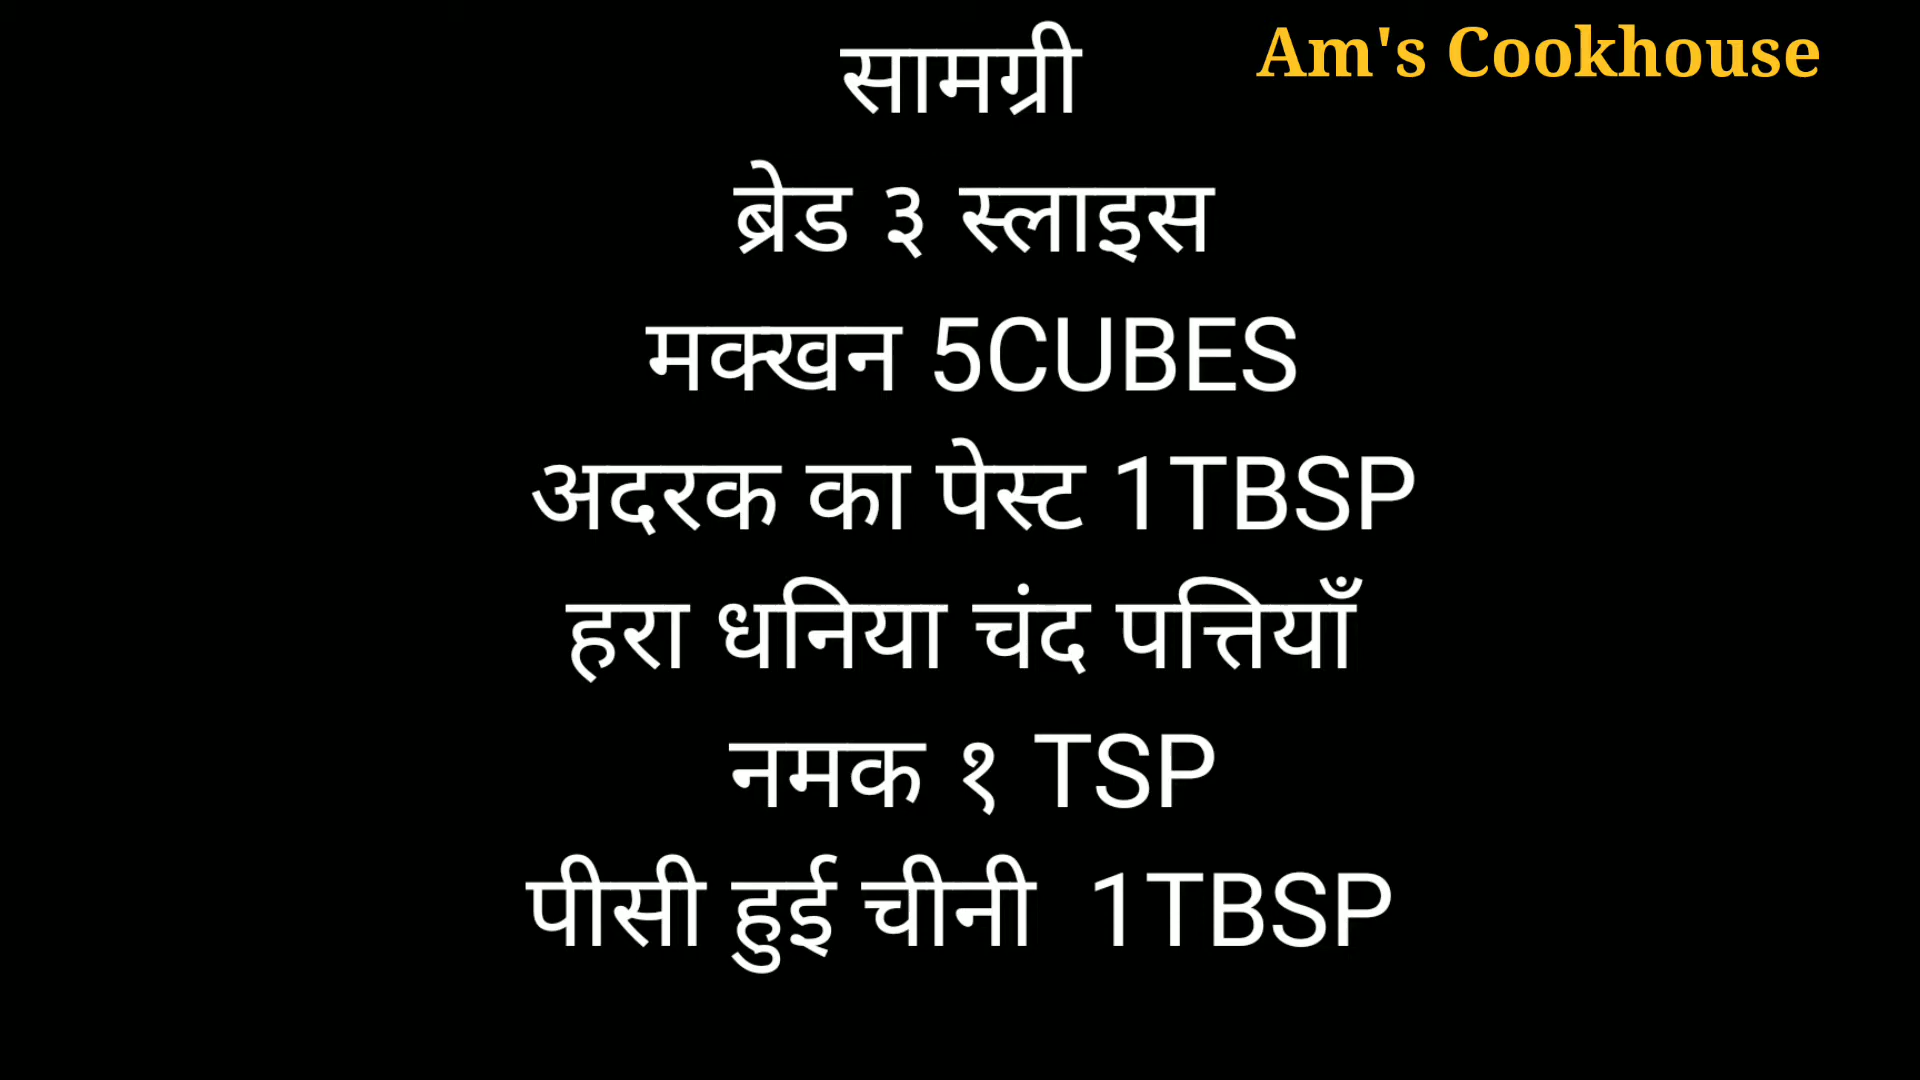 Am's Cookhouse
सामग्री
ब्रेड ३ स्लाइस
मक्खन 5CUBES
अदरक का पेस्ट 1TBSP
हरा धनिया चंद पत्तियाँ
नमक १ TSP
पीसी हुई चीनी 1TBSP